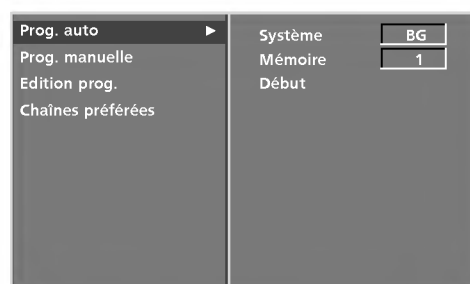 Prog. auto ►
Prog. manuelle
Edition prog.
Chaînes préférées
Système BG
Mémoire 1
Début